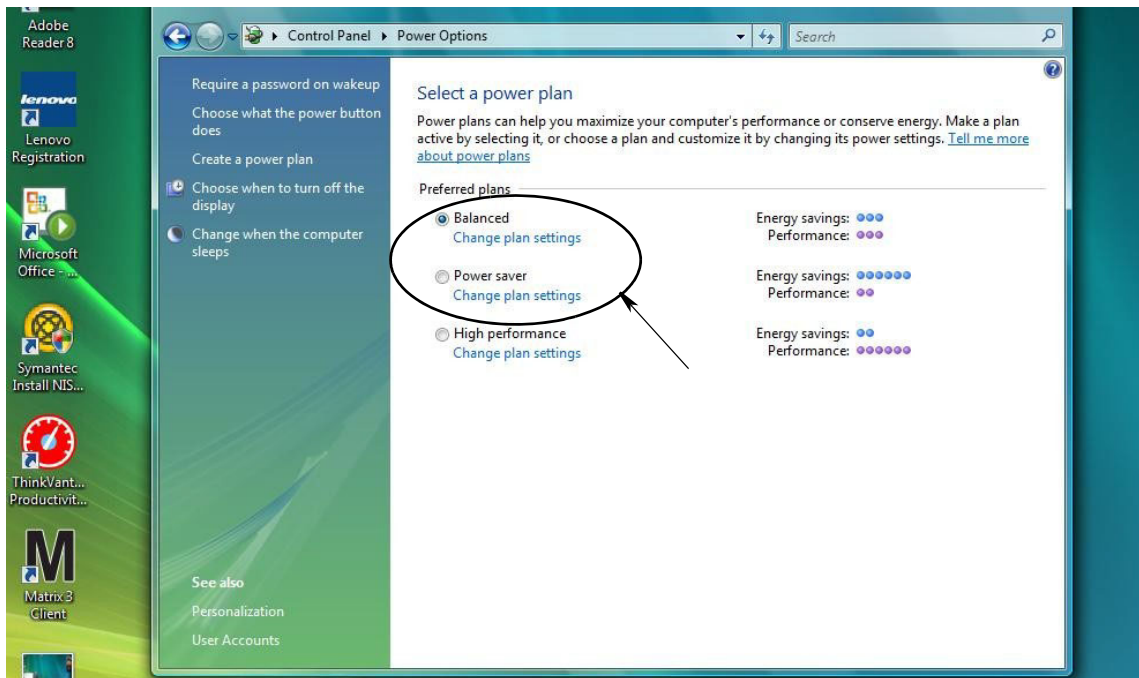 Adobe
Reader 8
lenovo
Lenovo
Registration
Microsoft
Office - ...
Symantec
Install NIS...
ThinkVant...
Productivit...
M
Matrix 3
Client
Control Panel
Power Options
Search
Require a password on wakeup
Choose what the power button
does
Create a power plan
Choose when to turn off the
display
Change when the computer
sleeps
See also
Personalization
User Accounts
Select a power plan
Power plans can help you maximize your computer's performance or conserve energy. Make a plan
active by selecting it, or choose a plan and customize it by changing its power settings. Tell me more
about power plans
Preferred plans
Balanced
Energy savings:
Change plan settings
Performance:
Power saver
Energy savings:
Change plan settings
Performance:
High performance
Energy savings:
Change plan settings
Performance: